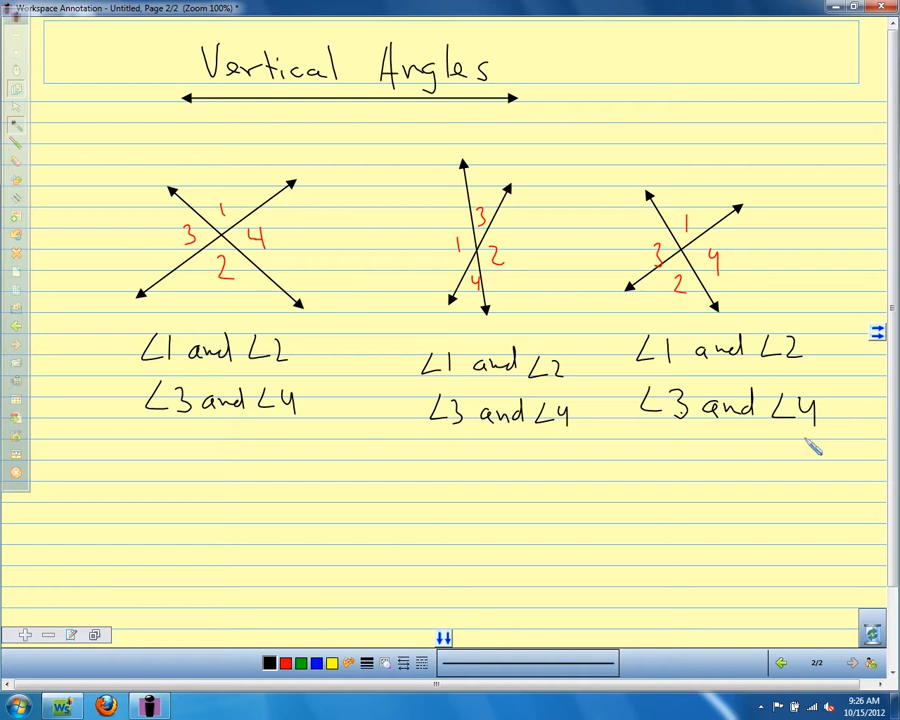 Workspace Annotation - Untitled, Page 2/2 (Zoom 100%) *
Vertical Angles
1
3 4
2
3
1 2
4
1
3 4
2
∠1 and ∠2
∠3 and ∠4
∠1 and ∠2
∠3 and ∠4
∠1 and ∠2
∠3 and ∠4
2/2
9:26 AM
10/15/2012